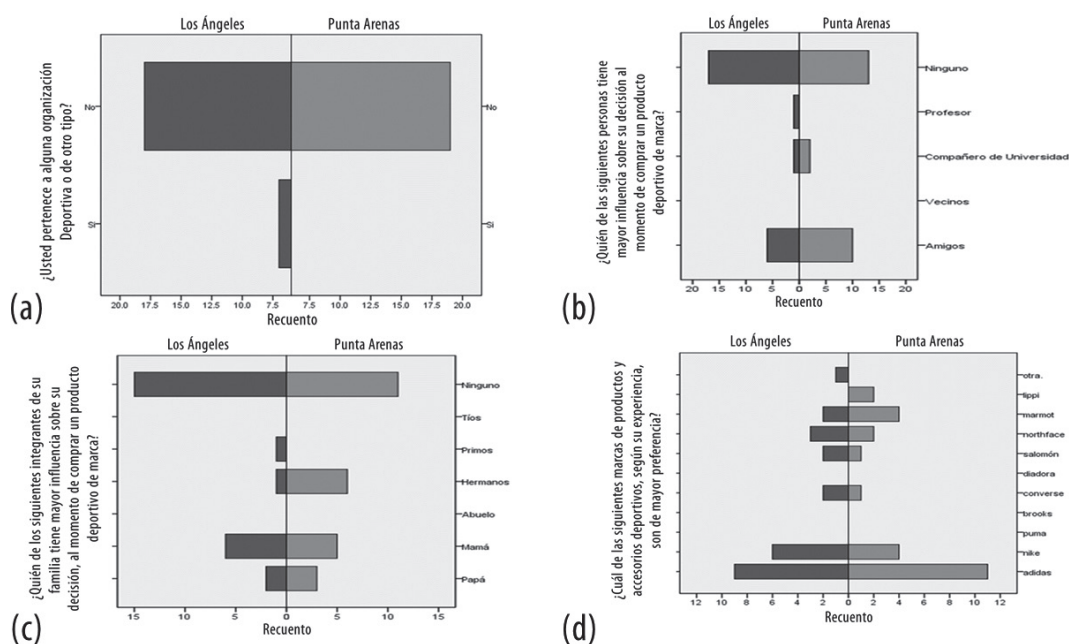 Los Ángeles Punta Arenas
¿Usted pertenece a alguna organización
Deportiva o de otro tipo?
No No
Sí Sí
20.0 17.5 15.0 12.5 10.0 7.5 7.5 10.0 12.5 15.0 17.5 20.0
Recuento
(a)
Los Ángeles Punta Arenas
¿Quién de las siguientes personas tiene
mayor influencia sobre su decisión al
momento de comprar un producto
deportivo de marca?
Ninguno
Profesor
Compañero de Universidad
Vecinos
Amigos
20 15 10 5 0 5 10 15 20
Recuento
(b)
Los Ángeles Punta Arenas
¿Quién de los siguientes integrantes de su
familia tiene mayor influencia sobre su
decisión, al momento de comprar un producto
deportivo de marca?
Ninguno
Tíos
Primos
Hermanos
Abuelo
Mamá
Papá
15 10 5 0 5 10 15
Recuento
(c)
Los Ángeles Punta Arenas
¿Cuál de las siguientes marcas de productos y
accesorios deportivos, según su experiencia,
son de mayor preferencia?
otra.
lippi
marmot
northface
salomón
diadora
converse
brooks
puma
nike
adidas
12 10 8 6 4 2 0 2 4 6 8 10 12
Recuento
(d)